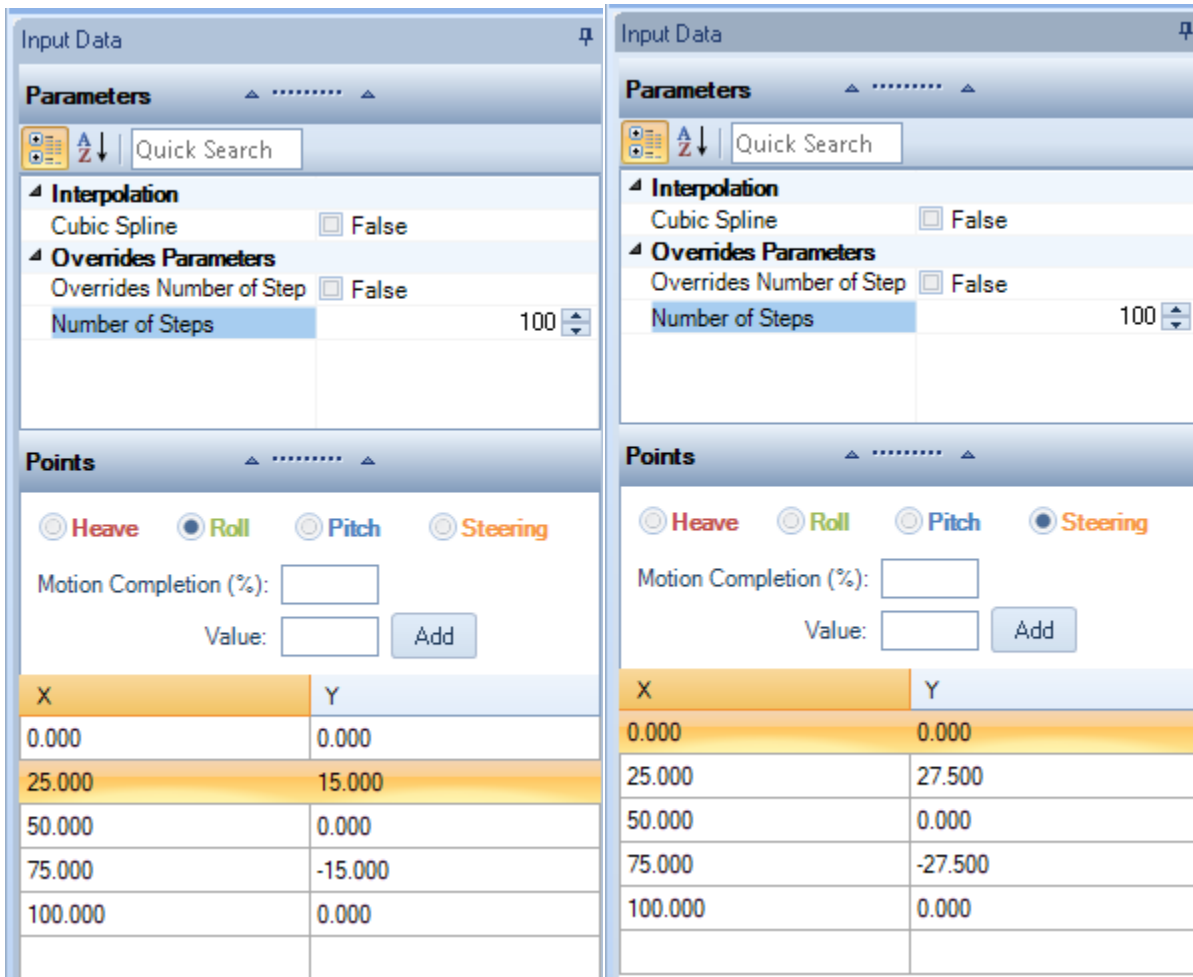 Input Data
Parameters
Quick Search
Interpolation
Cubic Spline False
Overrides Parameters
Overrides Number of Step False
Number of Steps 100
Points
Heave Roll Pitch Steering
Motion Completion (%):
Value: Add
X Y
0.000 0.000
25.000 15.000
50.000 0.000
75.000 -15.000
100.000 0.000
Input Data
Parameters
Quick Search
Interpolation
Cubic Spline False
Overrides Parameters
Overrides Number of Step False
Number of Steps 100
Points
Heave Roll Pitch Steering
Motion Completion (%):
Value: Add
X Y
0.000 0.000
25.000 27.500
50.000 0.000
75.000 -27.500
100.000 0.000